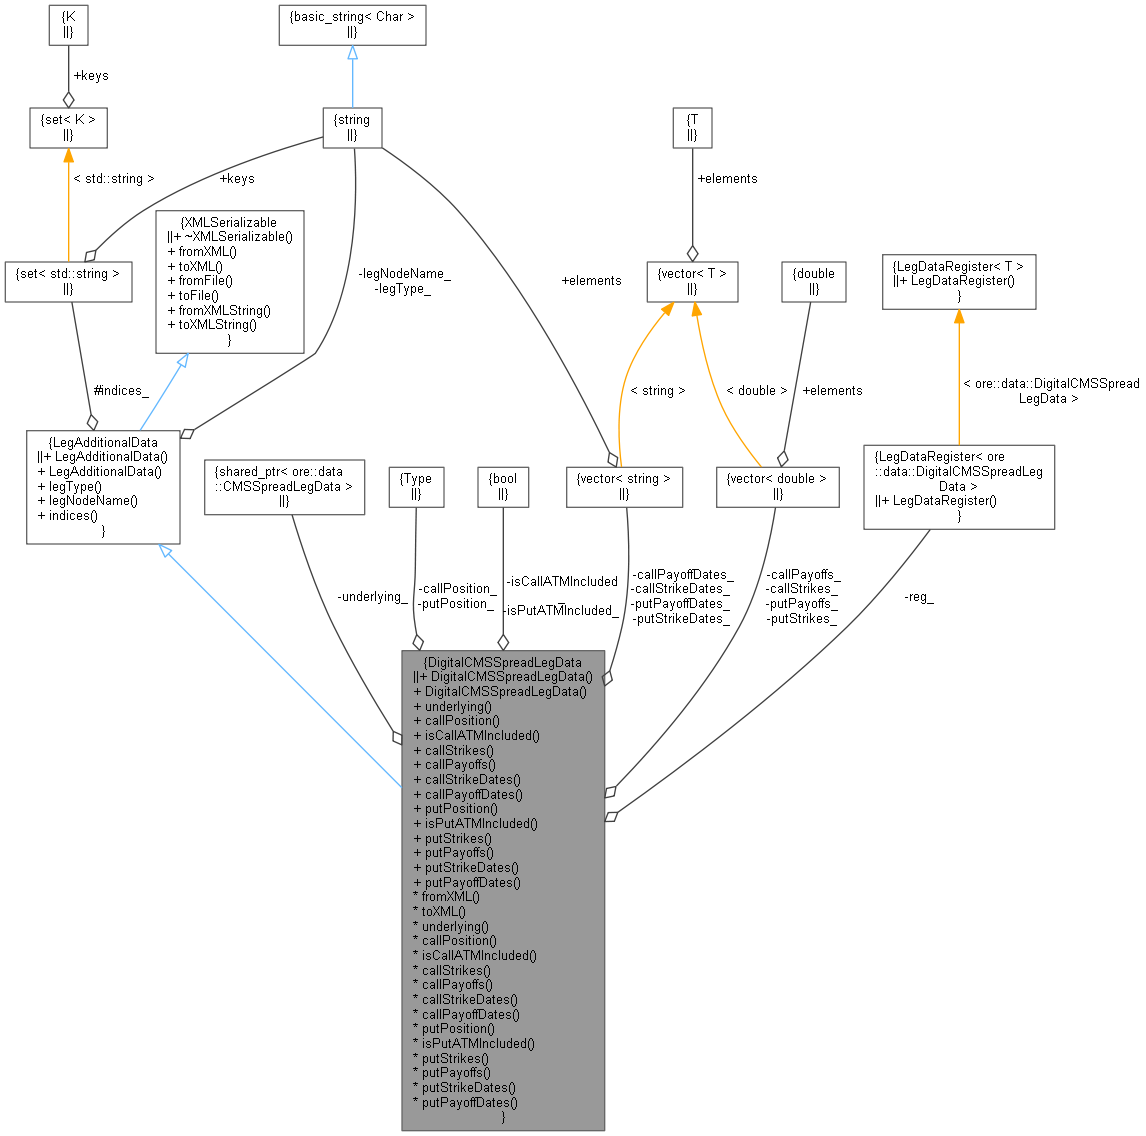 {K
||}
{basic_string< Char >
||}
+keys
{set< K >
||}
{string
||}
{T
||}
< std::string >
+keys
+elements
{XMLSerializable
||+ ~XMLSerializable()
+ fromXML()
+ toXML()
+ fromFile()
+ toFile()
+ fromXMLString()
+ toXMLString()
}
{set< std::string >
||}
-legNodeName_
-legType_
+elements
{vector< T >
||}
{double
||}
{LegDataRegister< T >
||+ LegDataRegister()
}
#indices_
< string >
< double >
+elements
< ore::data::DigitalCMSSpread
LegData >
{LegAdditionalData
||+ LegAdditionalData()
+ LegAdditionalData()
+ legType()
+ legNodeName()
+ indices()
}
{shared_ptr< ore::data
::CMSSpreadLegData >
||}
{Type
||}
{bool
||}
{vector< string >
||}
{vector< double >
||}
{LegDataRegister< ore
::data::DigitalCMSSpreadLeg
Data >
||+ LegDataRegister()
}
-underlying_
-callPosition_
-putPosition_
-isCallATMIncluded
_
-isPutATMIncluded_
-callPayoffDates_
-callStrikeDates_
-putPayoffDates_
-putStrikeDates_
-callPayoffs_
-callStrikes_
-putPayoffs_
-putStrikes_
-reg_
{DigitalCMSSpreadLegData
||+ DigitalCMSSpreadLegData()
+ DigitalCMSSpreadLegData()
+ underlying()
+ callPosition()
+ isCallATMIncluded()
+ callStrikes()
+ callPayoffs()
+ callStrikeDates()
+ callPayoffDates()
+ putPosition()
+ isPutATMIncluded()
+ putStrikes()
+ putPayoffs()
+ putStrikeDates()
+ putPayoffDates()
* fromXML()
* toXML()
* underlying()
* callPosition()
* isCallATMIncluded()
* callStrikes()
* callPayoffs()
* callStrikeDates()
* callPayoffDates()
* putPosition()
* isPutATMIncluded()
* putStrikes()
* putPayoffs()
* putStrikeDates()
* putPayoffDates()
}